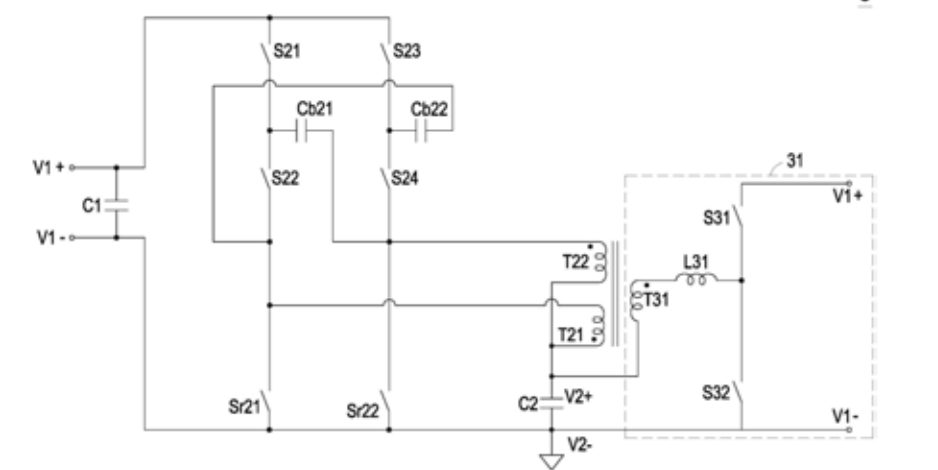 S21
S23
Cb21
Cb22
31
V1+
V1+
C1
S22
S24
S31
V1-
T22
L31
T31
T21
Sr21
Sr22
C2
V2+
S32
V1-
V2-